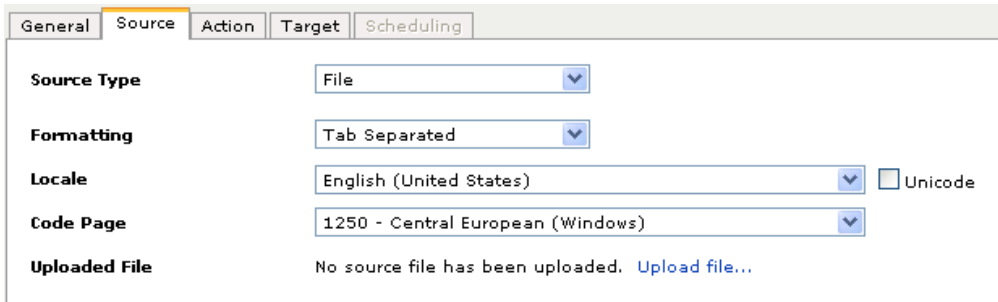 General Source Action Target Scheduling
Source Type File
Formatting Tab Separated
Locale English (United States) Unicode
Code Page 1250 - Central European (Windows)
Uploaded File No source file has been uploaded. Upload file...